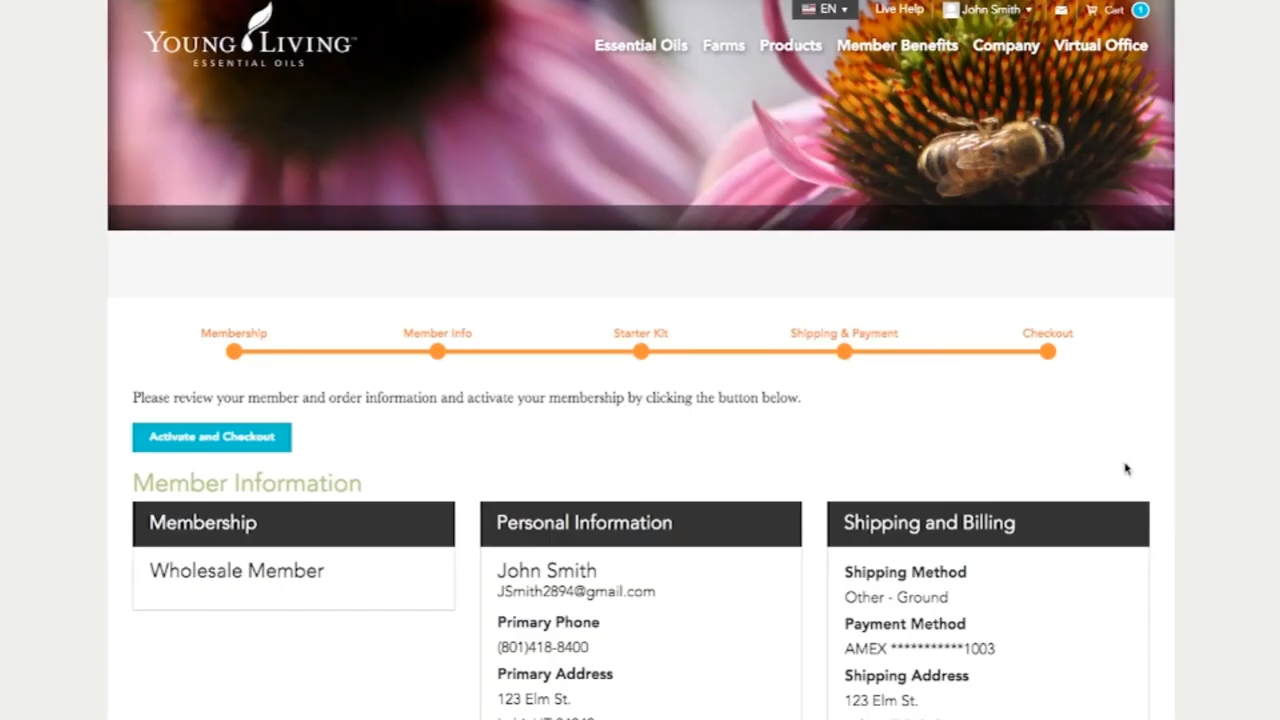 EN
Live Help
John Smith
Cart
1
YOUNG LIVING™
ESSENTIAL OILS
Essential Oils
Farms
Products
Member Benefits
Company
Virtual Office
Membership
Member Info
Starter Kit
Shipping & Payment
Checkout
Please review your member and order information and activate your membership by clicking the button below.
Activate and Checkout
Member Information
Membership
Wholesale Member
Personal Information
John Smith
JSmith2894@gmail.com
Primary Phone
(801)418-8400
Primary Address
123 Elm St.
Shipping and Billing
Shipping Method
Other - Ground
Payment Method
AMEX ***********1003
Shipping Address
123 Elm St.